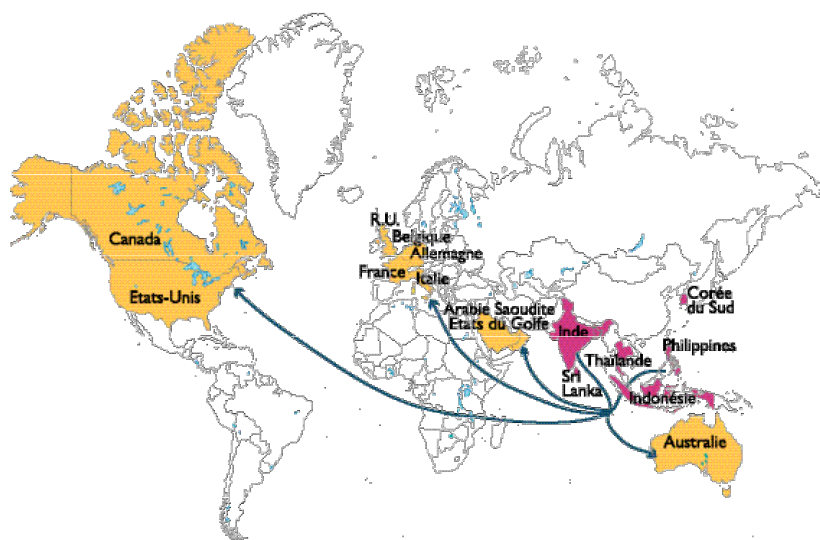 R.U.
Belgique
Canada
Allemagne
France
Italie
Etats-Unis
Arabie Saoudite
Etats du Golfe
Corée
du Sud
Inde
Philippines
Thaïlande
Sri
Lanka
Indonésie
Australie